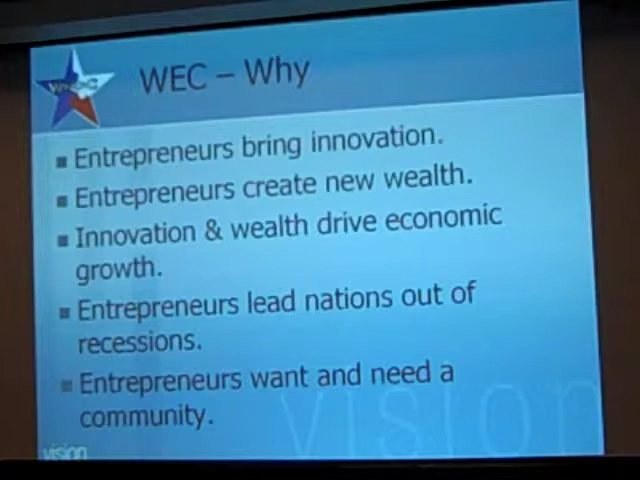 WEC – Why
■ Entrepreneurs bring innovation.
■ Entrepreneurs create new wealth.
■ Innovation & wealth drive economic
growth.
■ Entrepreneurs lead nations out of
recessions.
■ Entrepreneurs want and need a
community.
vision
vision